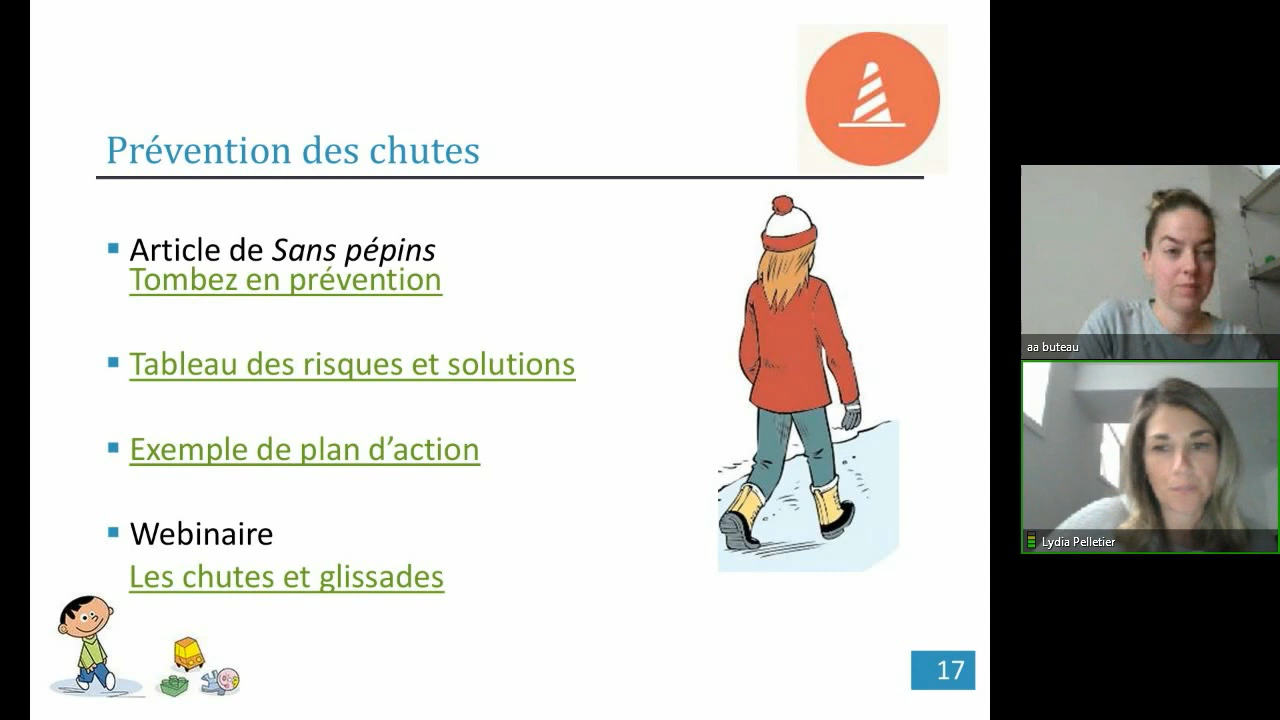 Prévention des chutes
Article de Sans pépins
Tombez en prévention
Tableau des risques et solutions
Exemple de plan d’action
Webinaire
Les chutes et glissades
17
aa buteau
Lydia Pelletier